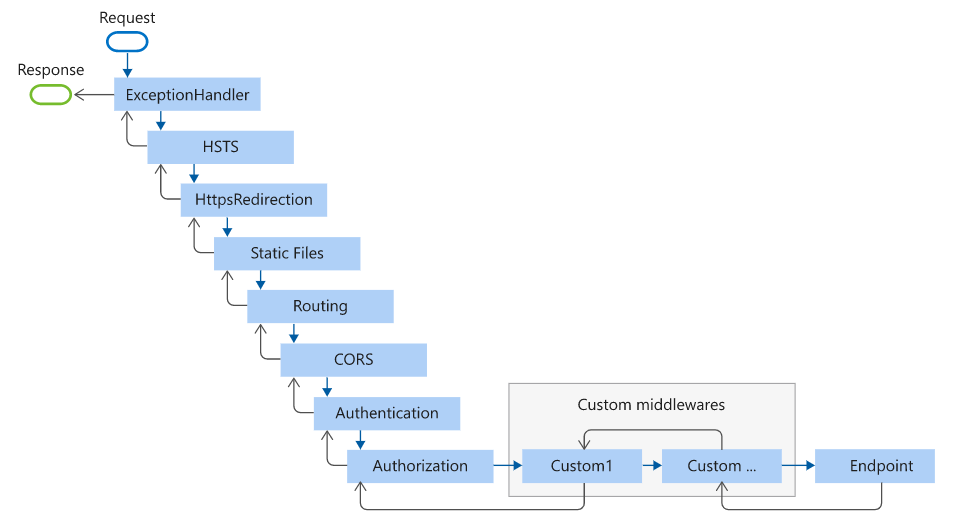 Request
Response
ExceptionHandler
HSTS
HttpsRedirection
Static Files
Routing
CORS
Authentication
Custom middlewares
Authorization
Custom1
Custom ...
Endpoint